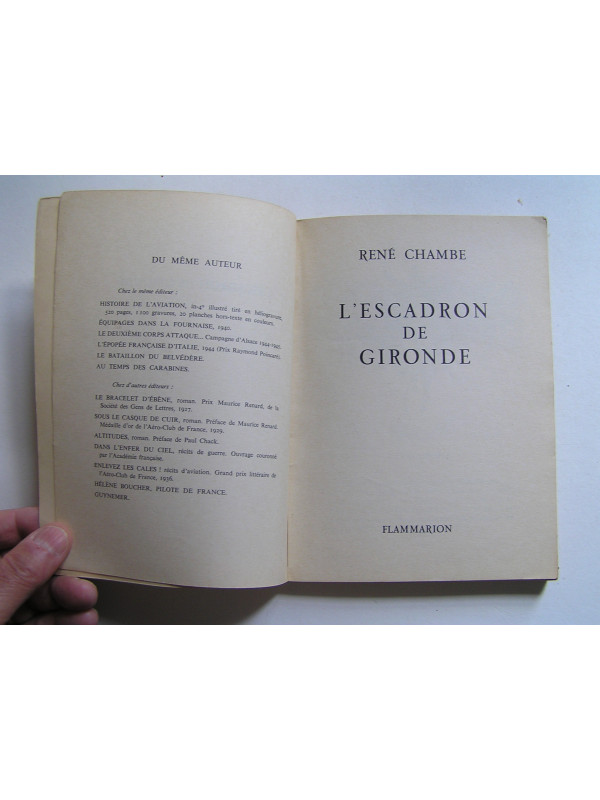 DU MÊME AUTEUR
Chez le même éditeur :
HISTOIRE DE L'AVIATION, in-4° illustré tiré en héliogravure,
520 pages, 1 100 gravures, 20 planches hors-texte en couleurs.
ÉQUIPAGES DANS LA FOURNAISE, 1940.
LE DEUXIÈME CORPS ATTAQUE... Campagne d'Alsace 1944-1945.
L'ÉPOPÉE FRANÇAISE D'ITALIE, 1944 (Prix Raymond Poincaré).
LE BATAILLON DU BELVÉDÈRE.
AU TEMPS DES CARABINES.
Chez d'autres éditeurs :
LE BRACELET D'ÉBÈNE, roman. Prix Maurice Renard, de la
Société des Gens de Lettres, 1927.
SOUS LE CASQUE DE CUIR, roman. Préface de Maurice Renard.
Médaille d'or de l'Aéro-Club de France, 1929.
ALTITUDES, roman. Préface de Paul Chack.
DANS L'ENFER DU CIEL, récits de guerre. Ouvrage couronné
par l'Académie française.
ENLEVEZ LES CALES ! récits d'aviation. Grand prix littéraire de
l'Aéro-Club de France, 1936.
HÉLÈNE BOUCHER, PILOTE DE FRANCE.
GUYNEMER.
RENÉ CHAMBE
L'ESCADRON
DE
GIRONDE
FLAMMARION